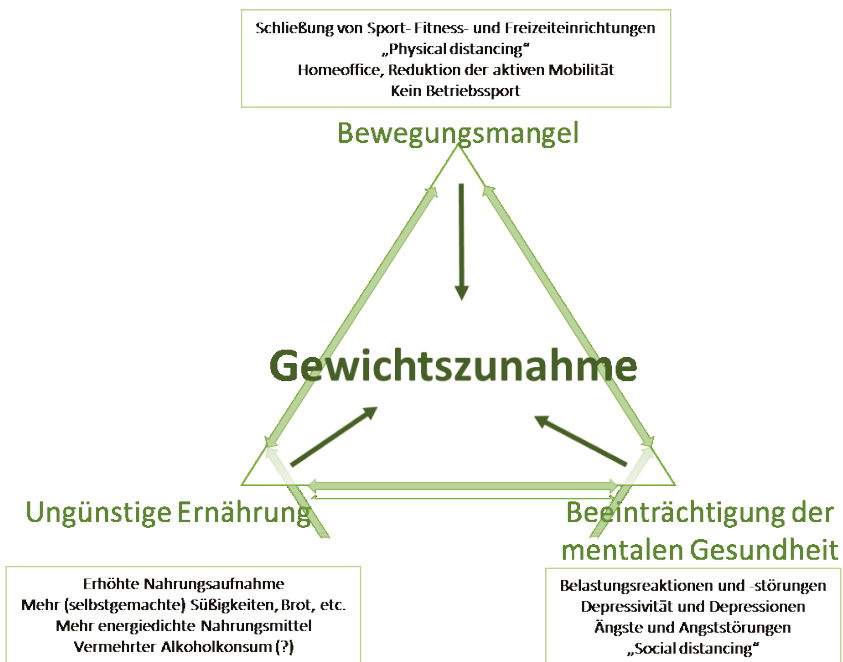 Schließung von Sport- Fitness- und Freizeiteinrichtungen
„Physical distancing“
Homeoffice, Reduktion der aktiven Mobilität
Kein Betriebssport
Bewegungsmangel
Gewichtszunahme
Ungünstige Ernährung
Erhöhte Nahrungsaufnahme
Mehr (selbstgemachte) Süßigkeiten, Brot, etc.
Mehr energiedichte Nahrungsmittel
Vermehrter Alkoholkonsum (?)
Beeinträchtigung der
mentalen Gesundheit
Belastungsreaktionen und -störungen
Depressivität und Depressionen
Ängste und Angststörungen
„Social distancing“